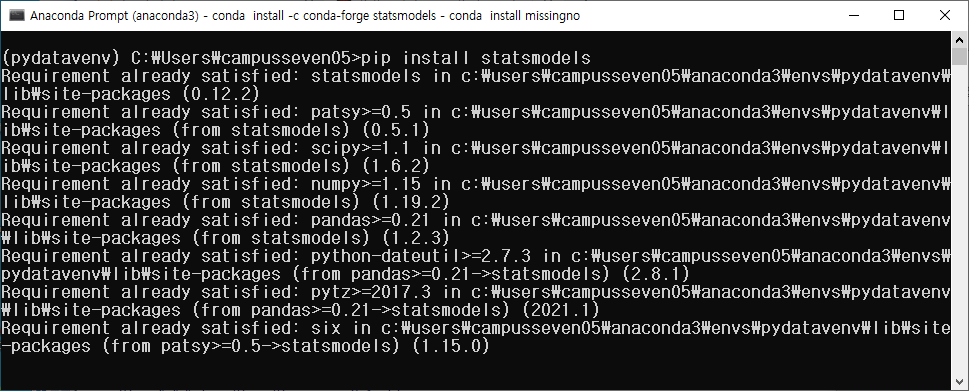 Anaconda Prompt (anaconda3) - conda  install -c conda-forge statsmodels - conda  install missingno
(pydatavenv) C:₩Users₩campusseven05>pip install statsmodels
Requirement already satisfied: statsmodels in c:₩users₩campusseven05₩anaconda3₩envs₩pydatavenv₩
lib₩site-packages (0.12.2)
Requirement already satisfied: patsy>=0.5 in c:₩users₩campusseven05₩anaconda3₩envs₩pydatavenv₩l
ib₩site-packages (from statsmodels) (0.5.1)
Requirement already satisfied: scipy>=1.1 in c:₩users₩campusseven05₩anaconda3₩envs₩pydatavenv₩l
ib₩site-packages (from statsmodels) (1.6.2)
Requirement already satisfied: numpy>=1.15 in c:₩users₩campusseven05₩anaconda3₩envs₩pydatavenv₩
lib₩site-packages (from statsmodels) (1.19.2)
Requirement already satisfied: pandas>=0.21 in c:₩users₩campusseven05₩anaconda3₩envs₩pydatavenv
₩lib₩site-packages (from statsmodels) (1.2.3)
Requirement already satisfied: python-dateutil>=2.7.3 in c:₩users₩campusseven05₩anaconda3₩envs₩
pydatavenv₩lib₩site-packages (from pandas>=0.21->statsmodels) (2.8.1)
Requirement already satisfied: pytz>=2017.3 in c:₩users₩campusseven05₩anaconda3₩envs₩pydatavenv
₩lib₩site-packages (from pandas>=0.21->statsmodels) (2021.1)
Requirement already satisfied: six in c:₩users₩campusseven05₩anaconda3₩envs₩pydatavenv₩lib₩site
-packages (from patsy>=0.5->statsmodels) (1.15.0)